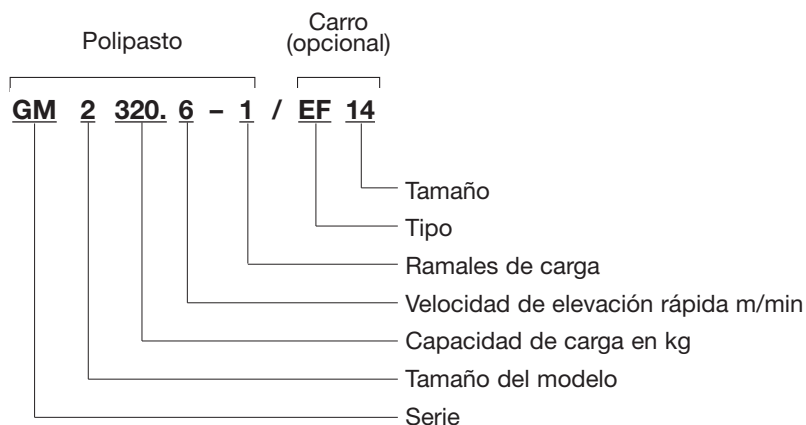 Polipasto
Carro
(opcional)
GM 2 320. 6 – 1 / EF 14
Tamaño
Tipo
Ramales de carga
Velocidad de elevación rápida m/min
Capacidad de carga en kg
Tamaño del modelo
Serie